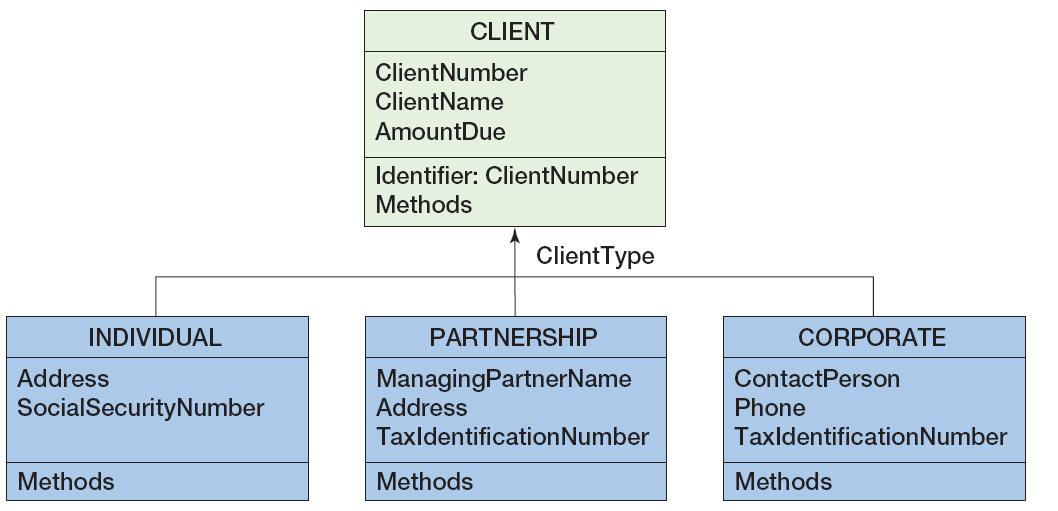 CLIENT
ClientNumber
ClientName
AmountDue
Identifier: ClientNumber
Methods
ClientType
INDIVIDUAL
Address
SocialSecurityNumber
Methods
PARTNERSHIP
ManagingPartnerName
Address
TaxIdentificationNumber
Methods
CORPORATE
ContactPerson
Phone
TaxIdentificationNumber
Methods